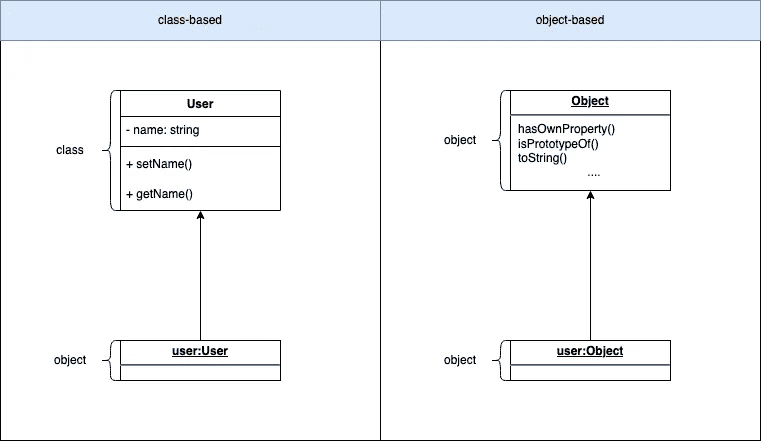 class-based
object-based
User
- name: string
+ setName()
+ getName()
class
user:User
object
Object
hasOwnProperty()
isPrototypeOf()
toString()
....
object
user:Object
object